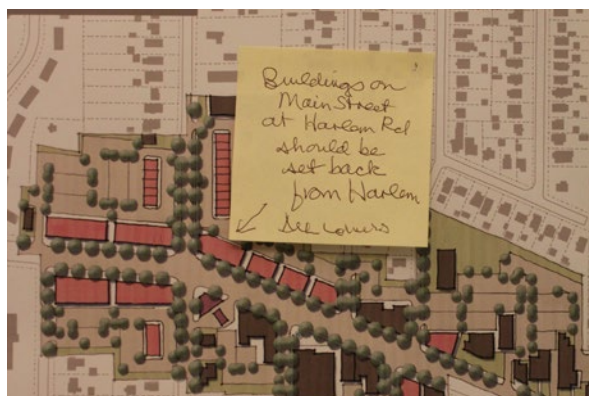 Buildings on
Main Street
at Harlem Rd
should be
set back
from Harlem